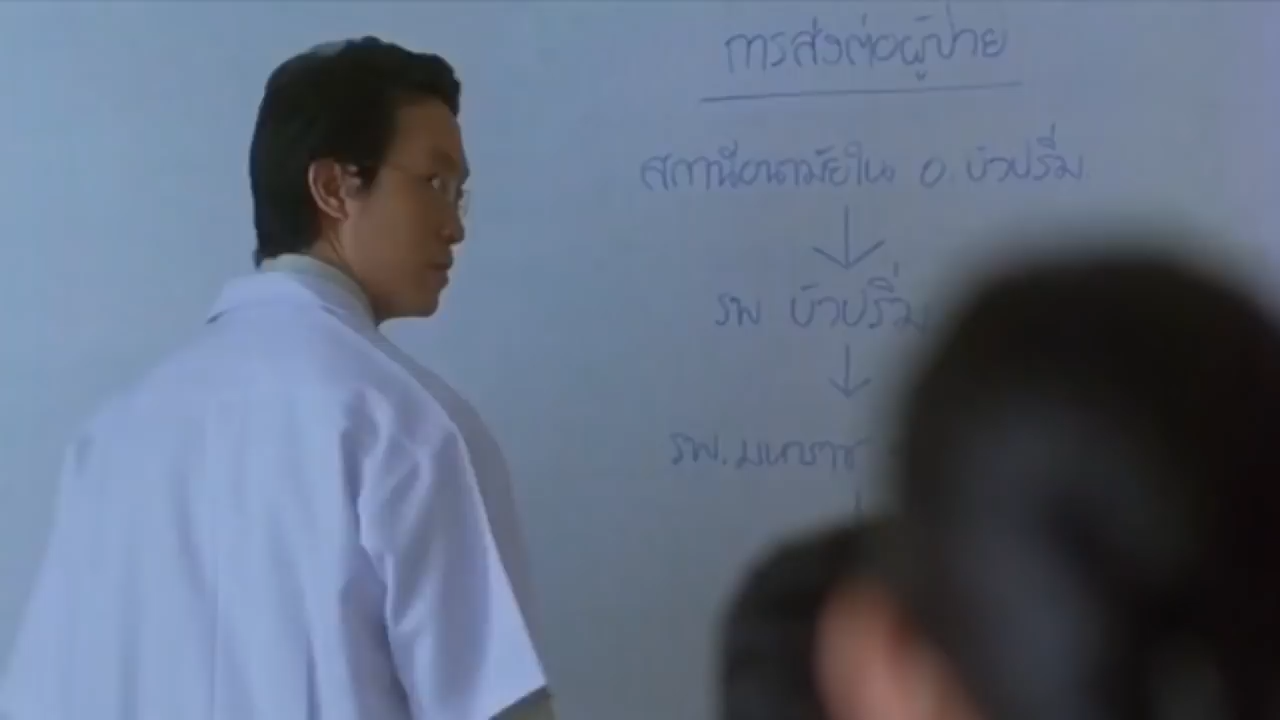 การส่งต่อผู้ป่วย
สถานีอนามัยใน อ.บัวปริ่ม
รพ บัวปริ่ม
รพ.มหาราช